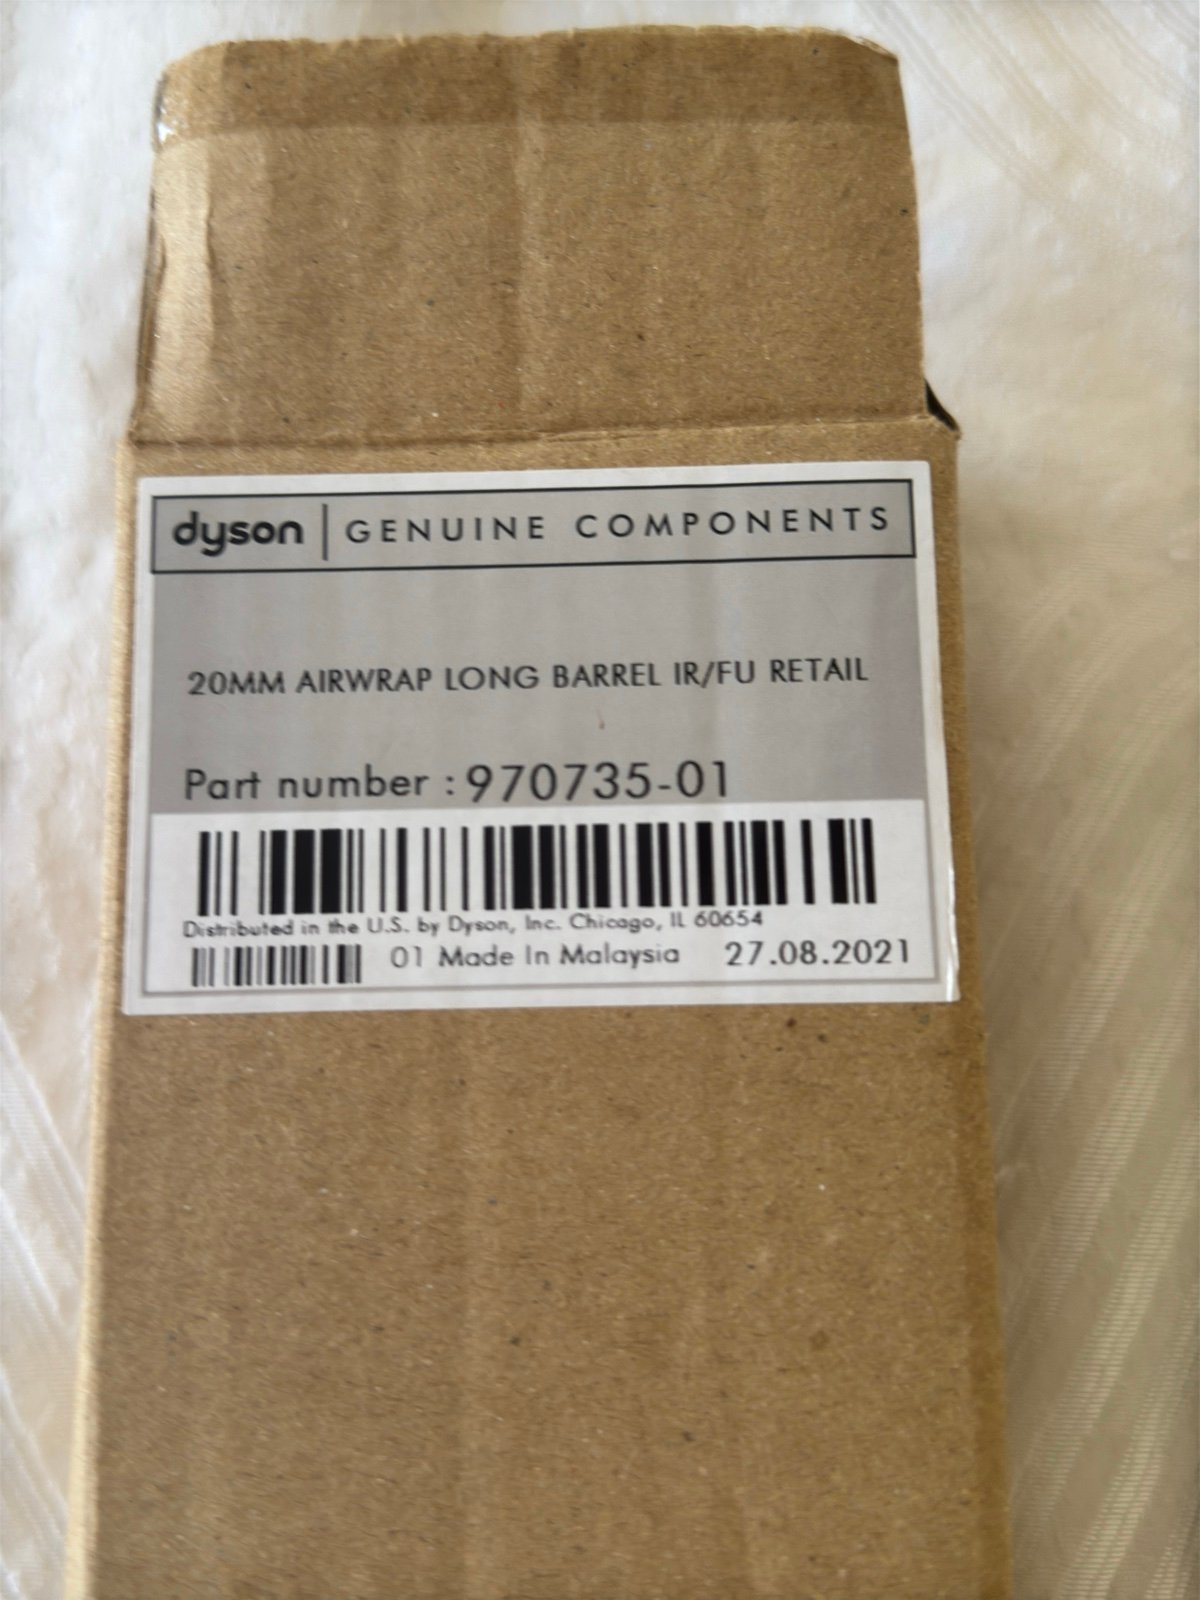 dyson | GENUINE COMPONENTS
20MM AIRWRAP LONG BARREL IR/FU RETAIL
Part number : 970735-01
Distributed in the U.S. by Dyson, Inc. Chicago, IL 60654
01 Made In Malaysia 27.08.2021